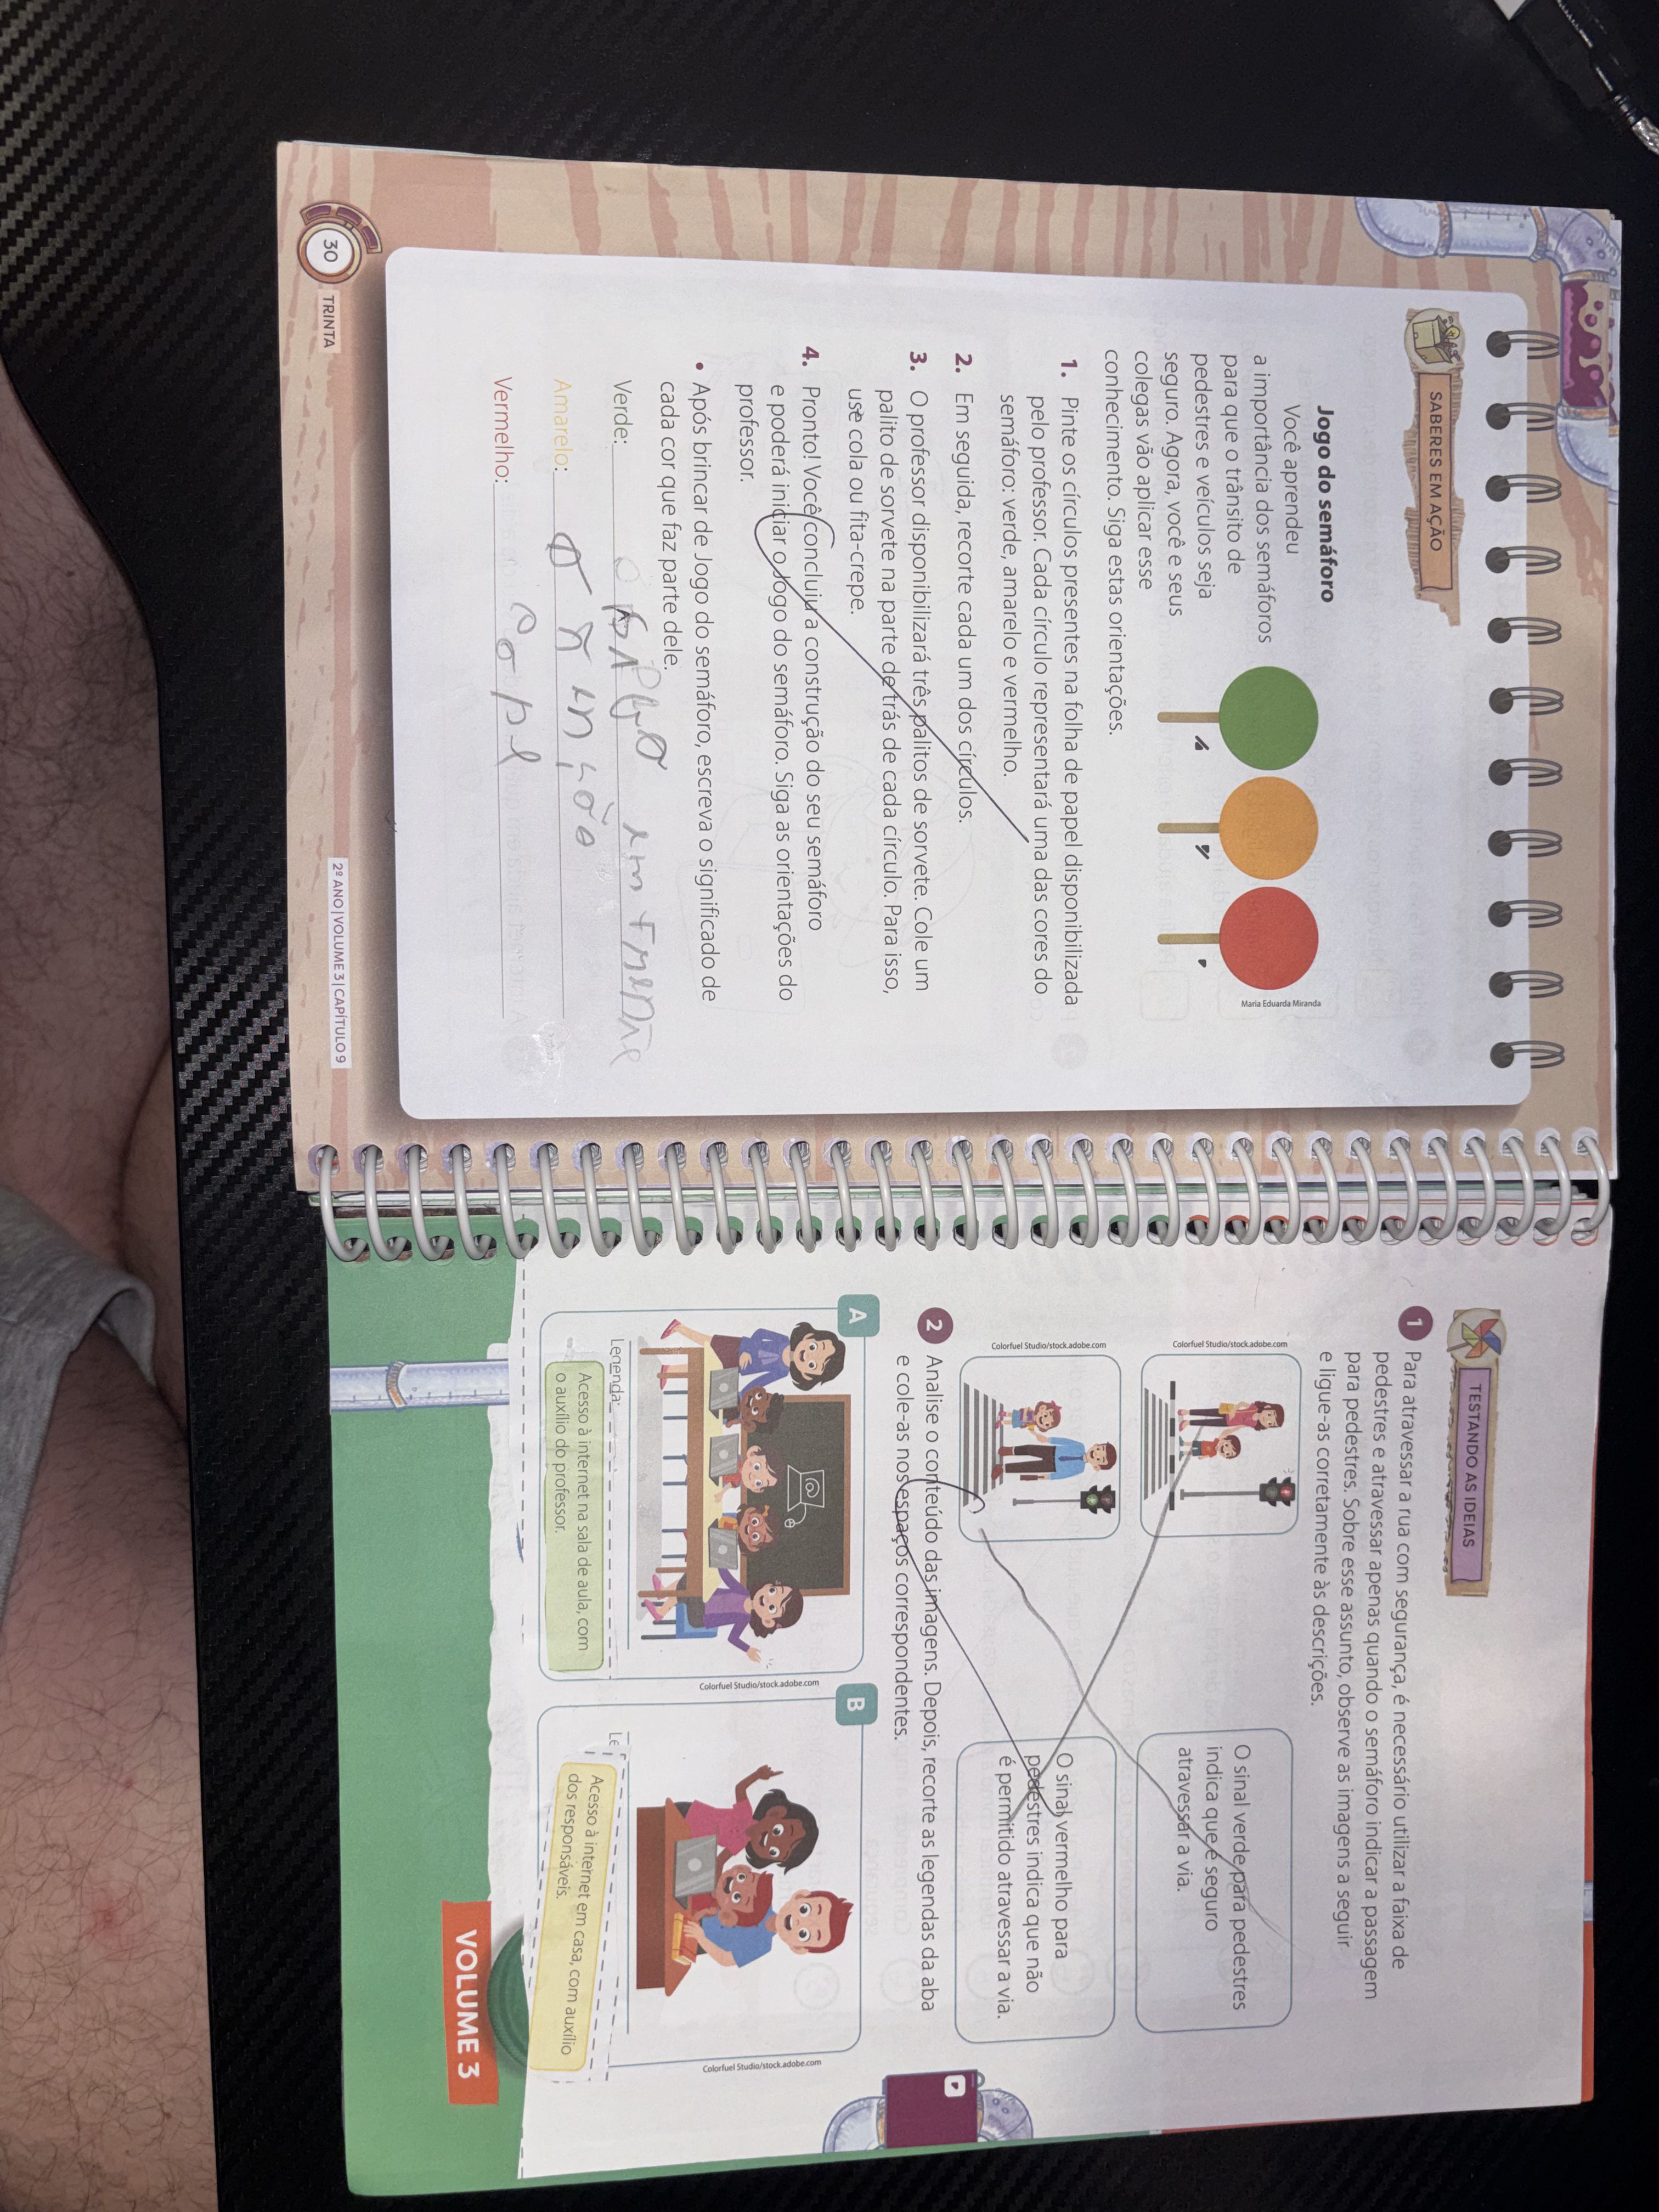 SABERES EM AÇÃO
Jogo do semáforo
Você aprendeu
a importância dos semáforos
para que o trânsito de
pedestres e veículos seja
seguro. Agora, você e seus
colegas vão aplicar esse
conhecimento. Siga estas orientações.
Maria Eduarda Miranda
1. Pinte os círculos presentes na folha de papel disponibilizada
pelo professor. Cada círculo representará uma das cores do
semáforo: verde, amarelo e vermelho.
2. Em seguida, recorte cada um dos círculos.
3. O professor disponibilizará três palitos de sorvete. Cole um
palito de sorvete na parte de trás de cada círculo. Para isso,
use cola ou fita-crepe.
4. Pronto! Você concluiu a construção do seu semáforo
e poderá iniciar o Jogo do semáforo. Siga as orientações do
professor.
• Após brincar de Jogo do semáforo, escreva o significado de
cada cor que faz parte dele.
Verde:
Amarelo:
Vermelho:
30
TRINTA
2º ANO | VOLUME 3 | CAPÍTULO 9
TESTANDO AS IDEIAS
1 Para atravessar a rua com segurança, é necessário utilizar a faixa de
pedestres e atravessar apenas quando o semáforo indicar a passagem
para pedestres. Sobre esse assunto, observe as imagens a seguir
e ligue-as corretamente às descrições.
Colorfuel Studio/stock.adobe.com
O sinal verde para pedestres
indica que é seguro
atravessar a via.
Colorfuel Studio/stock.adobe.com
O sinal vermelho para
pedestres indica que não
é permitido atravessar a via.
2 Analise o conteúdo das imagens. Depois, recorte as legendas da aba
e cole-as nos espaços correspondentes.
A
Colorfuel Studio/stock.adobe.com
Legenda:
Acesso à internet na sala de aula, com
o auxílio do professor.
B
Colorfuel Studio/stock.adobe.com
Le
Acesso à internet em casa, com auxílio
dos responsáveis.
VOLUME 3